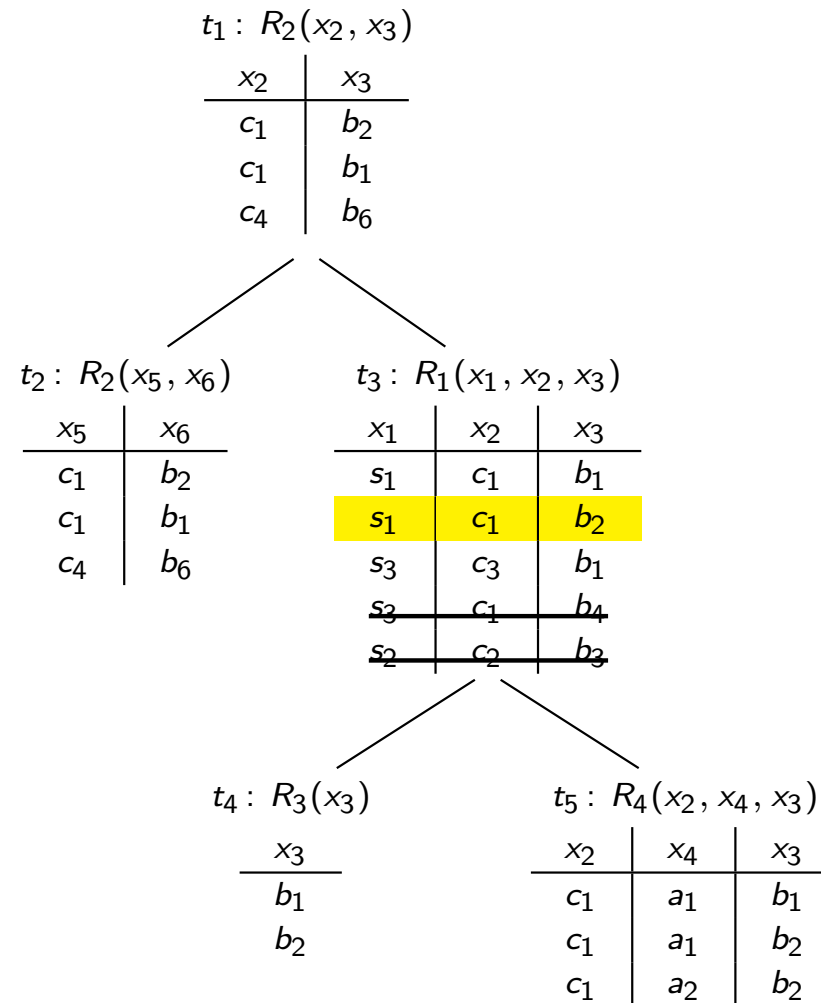 t₁ : R₂(x₂, x₃)
x₂ x₃
c₁ b₂
c₁ b₁
c₄ b₆
t₂ : R₂(x₅, x₆) t₃ : R₁(x₁, x₂, x₃)
x₅ x₆ x₁ x₂ x₃
c₁ b₂ s₁ c₁ b₁
c₁ b₁ s₁ c₁ b₂
c₄ b₆ s₃ c₃ b₁
s₃ c₁ b₄
s₂ c₂ b₃
t₄ : R₃(x₃) t₅ : R₄(x₂, x₄, x₃)
x₃ x₂ x₄ x₃
b₁ c₁ a₁ b₁
b₂ c₁ a₁ b₂
c₁ a₂ b₂